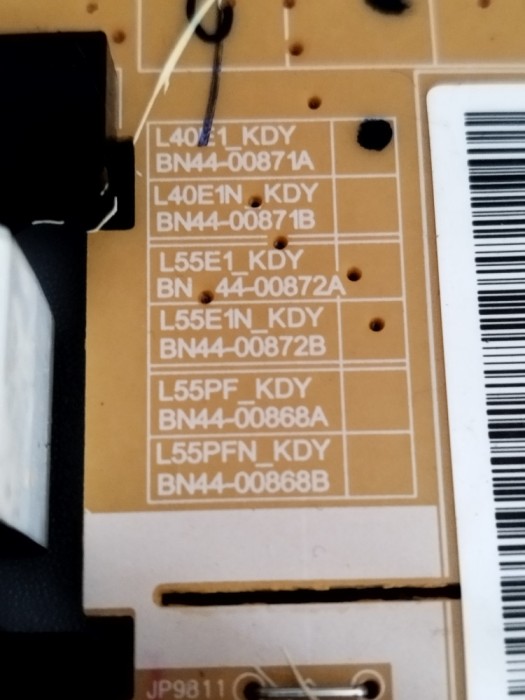 L40E1_KDY
BN44-00871A
L40E1N_KDY
BN44-00871B
L55E1_KDY
BN 44-00872A
L55E1N_KDY
BN44-00872B
L55PF_KDY
BN44-00868A
L55PFN_KDY
BN44-00868B
JP9811